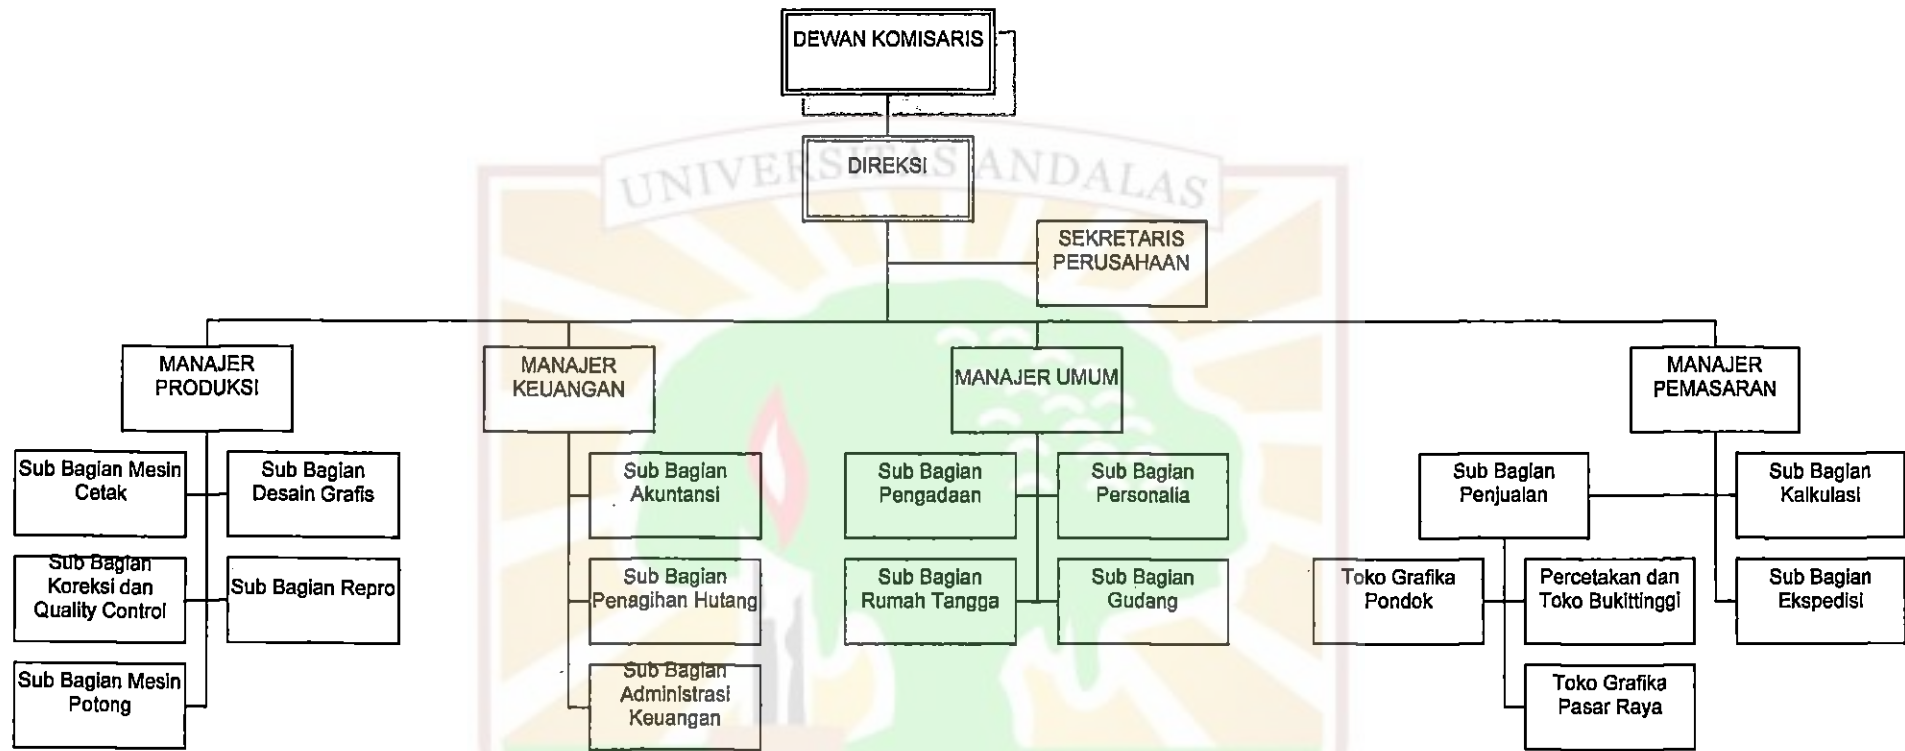 DEWAN KOMISARIS
UNIVERSITAS ANDALAS
DIREKSI
SEKRETARIS
PERUSAHAAN
MANAJER
PRODUKSI
MANAJER
KEUANGAN
MANAJER UMUM
MANAJER
PEMASARAN
Sub Bagian Mesin
Cetak
Sub Bagian
Desain Grafis
Sub Bagian
Koreksi dan
Quality Control
Sub Bagian Repro
Sub Bagian Mesin
Potong
Sub Bagian
Akuntansi
Sub Bagian
Penagihan Hutang
Sub Bagian
Administrasi
Keuangan
Sub Bagian
Pengadaan
Sub Bagian
Personalia
Sub Bagian
Rumah Tangga
Sub Bagian
Gudang
Sub Bagian
Penjualan
Sub Bagian
Kalkulasi
Toko Grafika
Pondok
Percetakan dan
Toko Bukittinggi
Sub Bagian
Ekspedisi
Toko Grafika
Pasar Raya